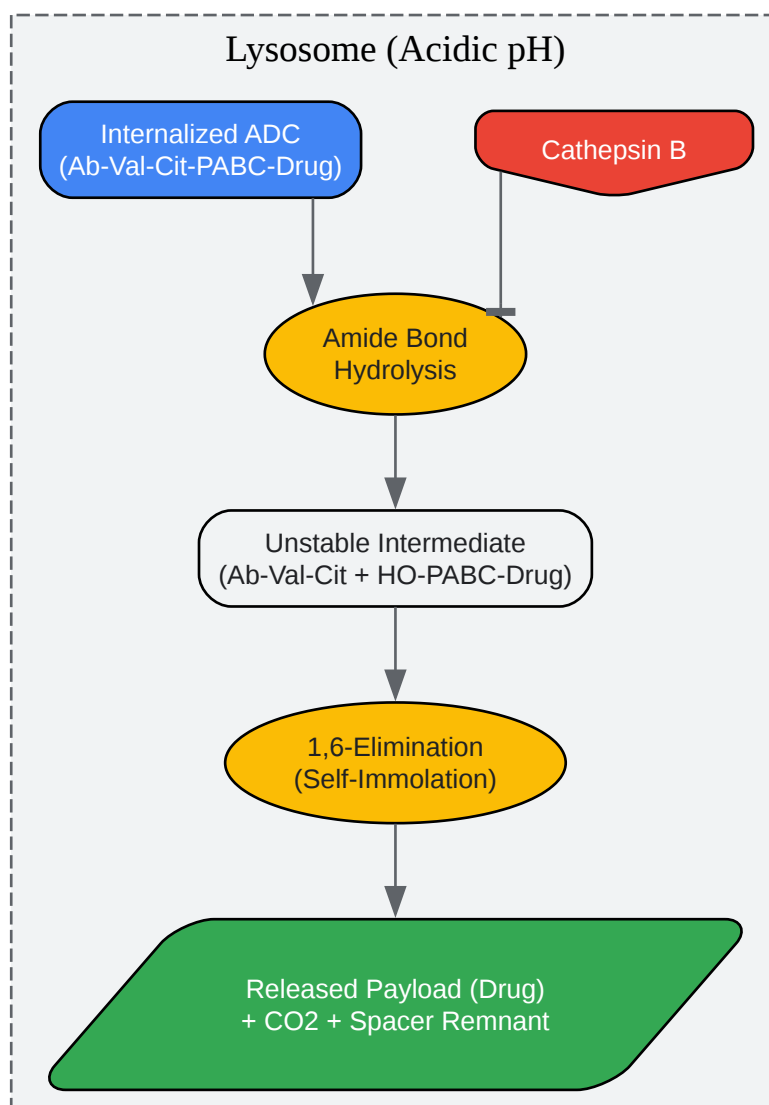 Lysosome (Acidic pH)
Internalized ADC
(Ab-Val-Cit-PABC-Drug)
Cathepsin B
Amide Bond
Hydrolysis
Unstable Intermediate
(Ab-Val-Cit + HO-PABC-Drug)
1,6-Elimination
(Self-Immolation)
Released Payload (Drug)
+ CO2 + Spacer Remnant